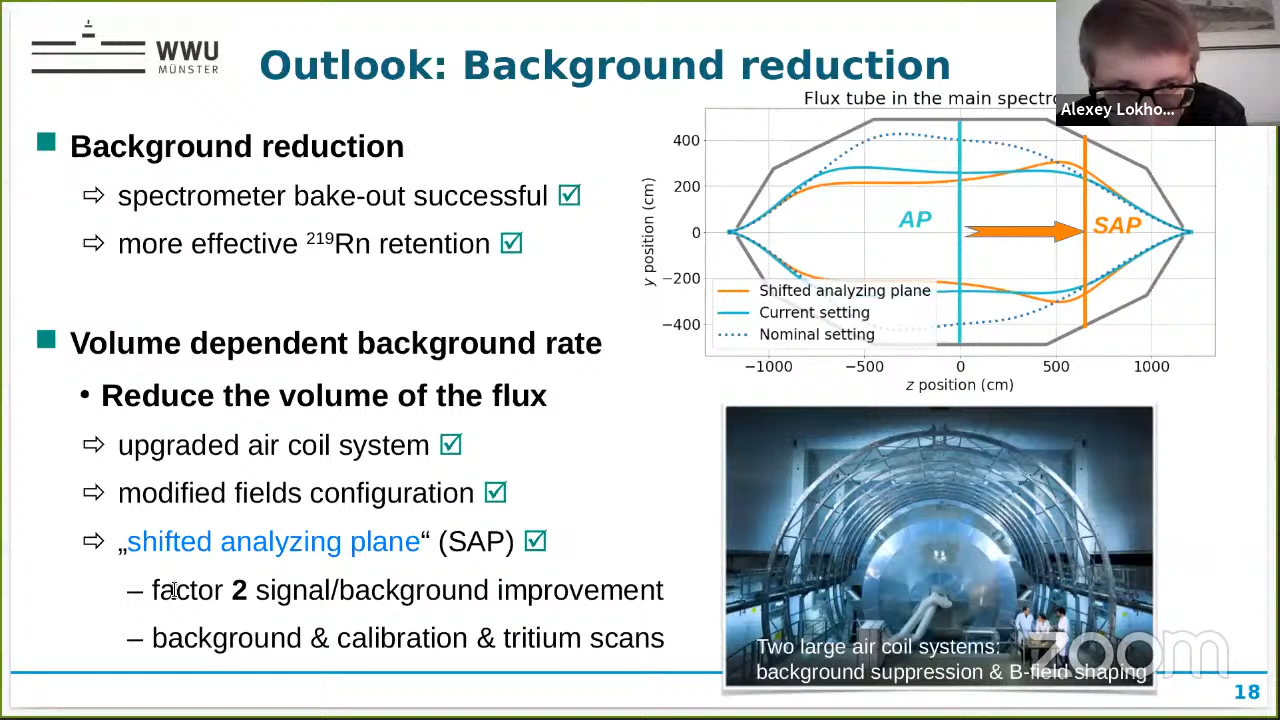 WWU
MÜNSTER
Outlook: Background reduction
Alexey Lokho...
Background reduction
⇨ spectrometer bake-out successful ☑
⇨ more effective ²¹⁹Rn retention ☑
Volume dependent background rate
• Reduce the volume of the flux
⇨ upgraded air coil system ☑
⇨ modified fields configuration ☑
⇨ „shifted analyzing plane“ (SAP) ☑
– factor 2 signal/background improvement
– background & calibration & tritium scans
Flux tube in the main spectro
y position (cm)
400
200
0
−200
−400
AP
SAP
Shifted analyzing plane
Current setting
Nominal setting
−1000 −500 0 500 1000
z position (cm)
Two large air coil systems:
background suppression & B-field shaping
zoom
18